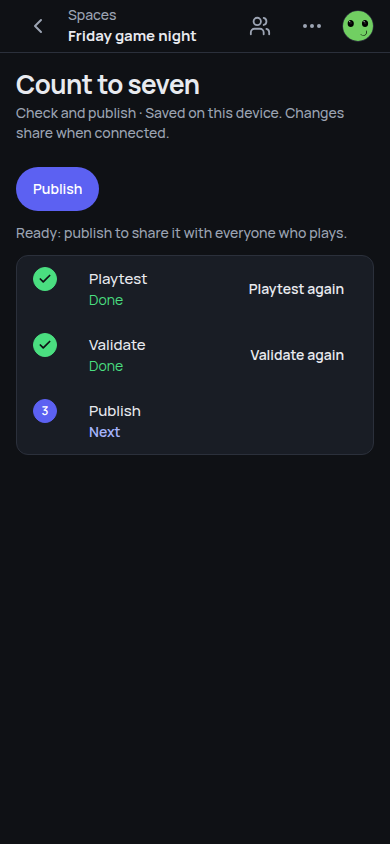 Spaces
Friday game night
Count to seven
Check and publish · Saved on this device. Changes
share when connected.
Publish
Ready: publish to share it with everyone who plays.
Playtest
Done
Playtest again
Validate
Done
Validate again
3
Publish
Next